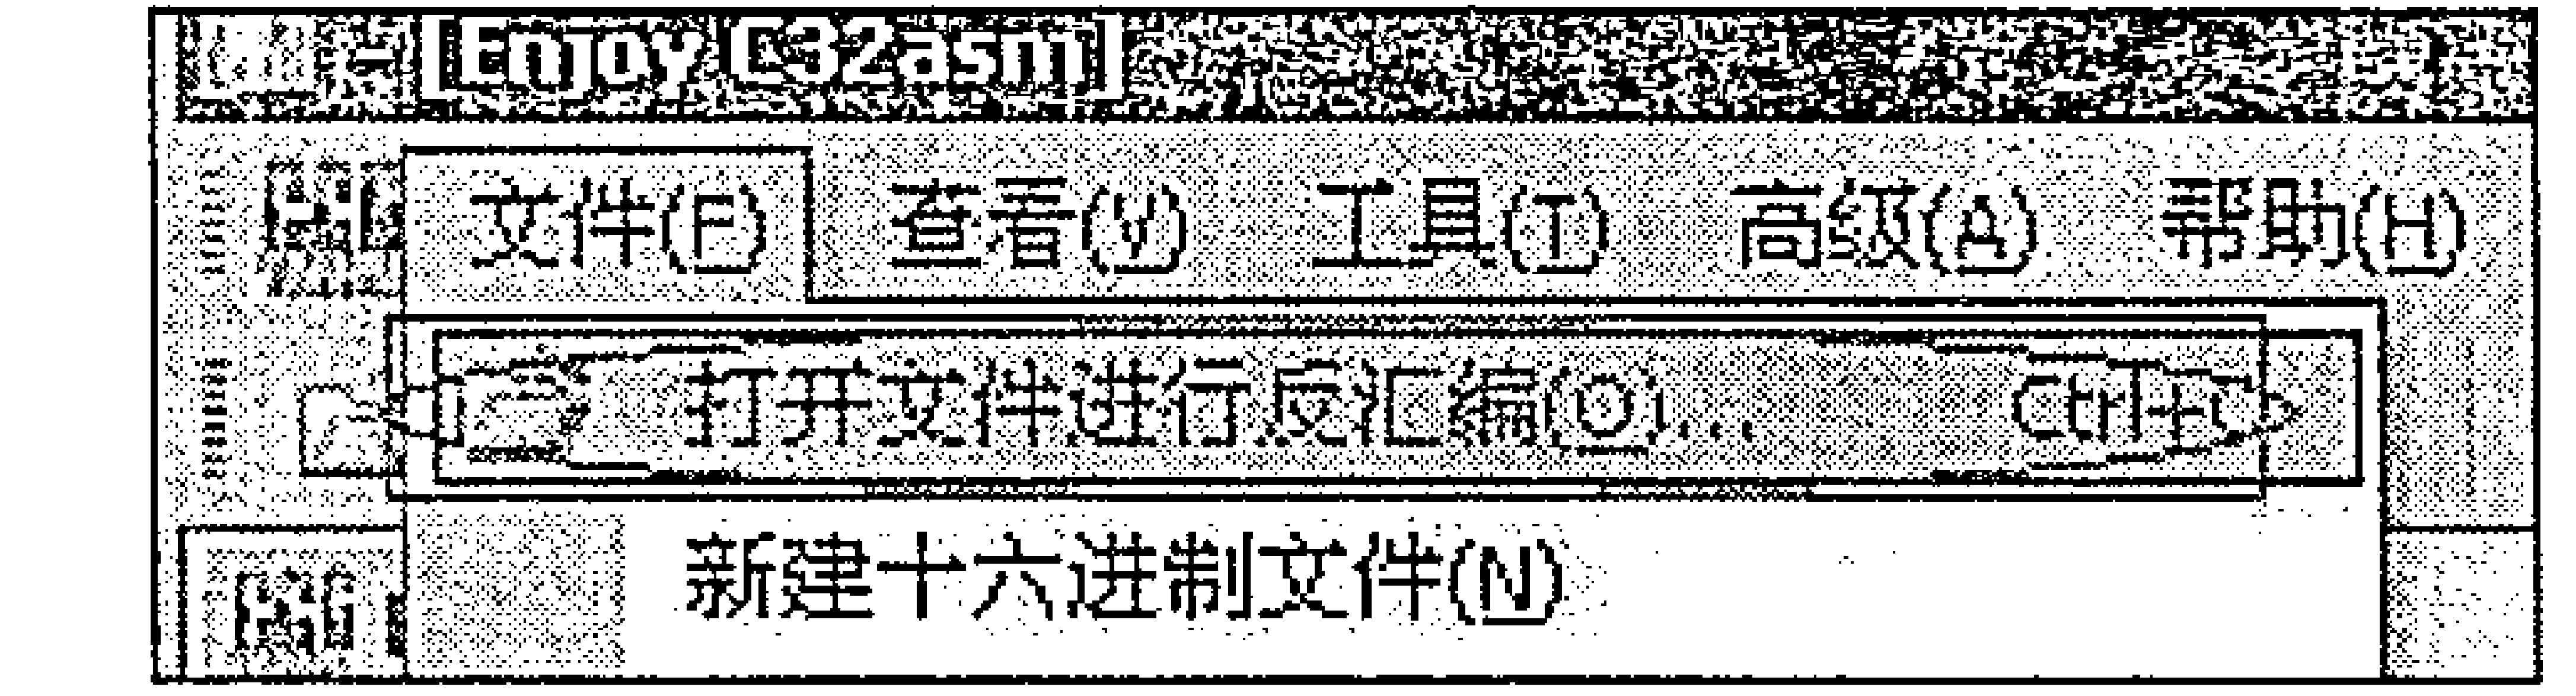 [Enjoy C32asm]
文件(F) 查看(V) 工具(T) 高级(A) 帮助(H)
打开文件进行反汇编(O)... Ctrl+O
新建十六进制文件(N)